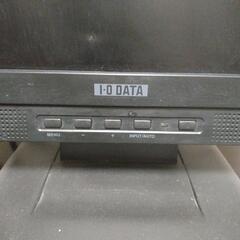 I-O DATA
MENU - + INPUT/AUTO